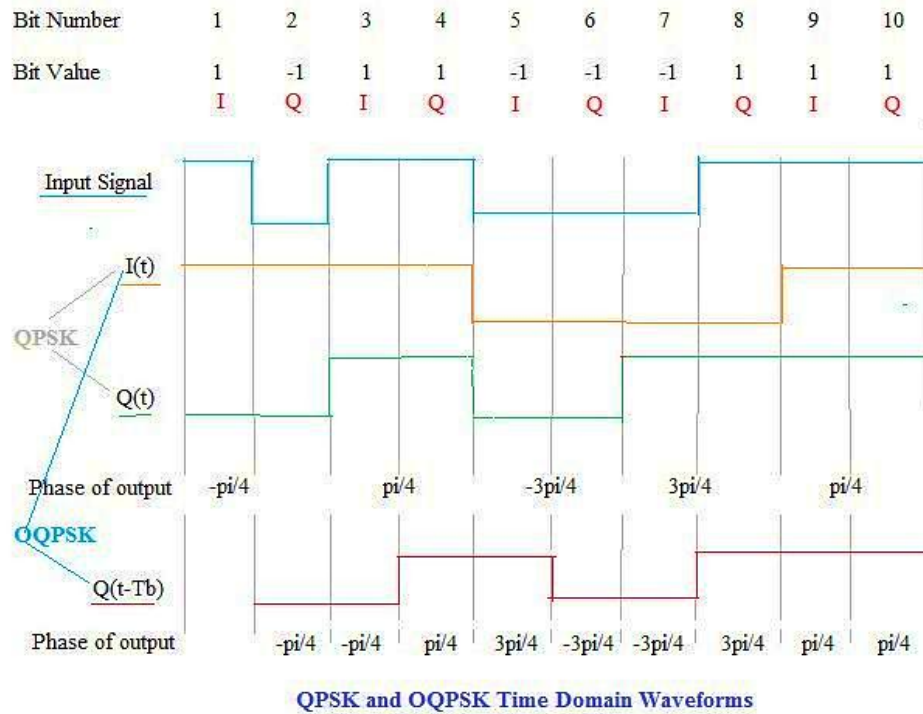 Bit Number 1 2 3 4 5 6 7 8 9 10
Bit Value 1 -1 1 1 -1 -1 -1 1 1 1
I Q I Q I Q I Q I Q
Input Signal
I(t)
QPSK
Q(t)
Phase of output -pi/4 pi/4 -3pi/4 3pi/4 pi/4
OQPSK
Q(t-Tb)
Phase of output -pi/4 -pi/4 pi/4 3pi/4 -3pi/4 -3pi/4 3pi/4 pi/4 pi/4
QPSK and OQPSK Time Domain Waveforms